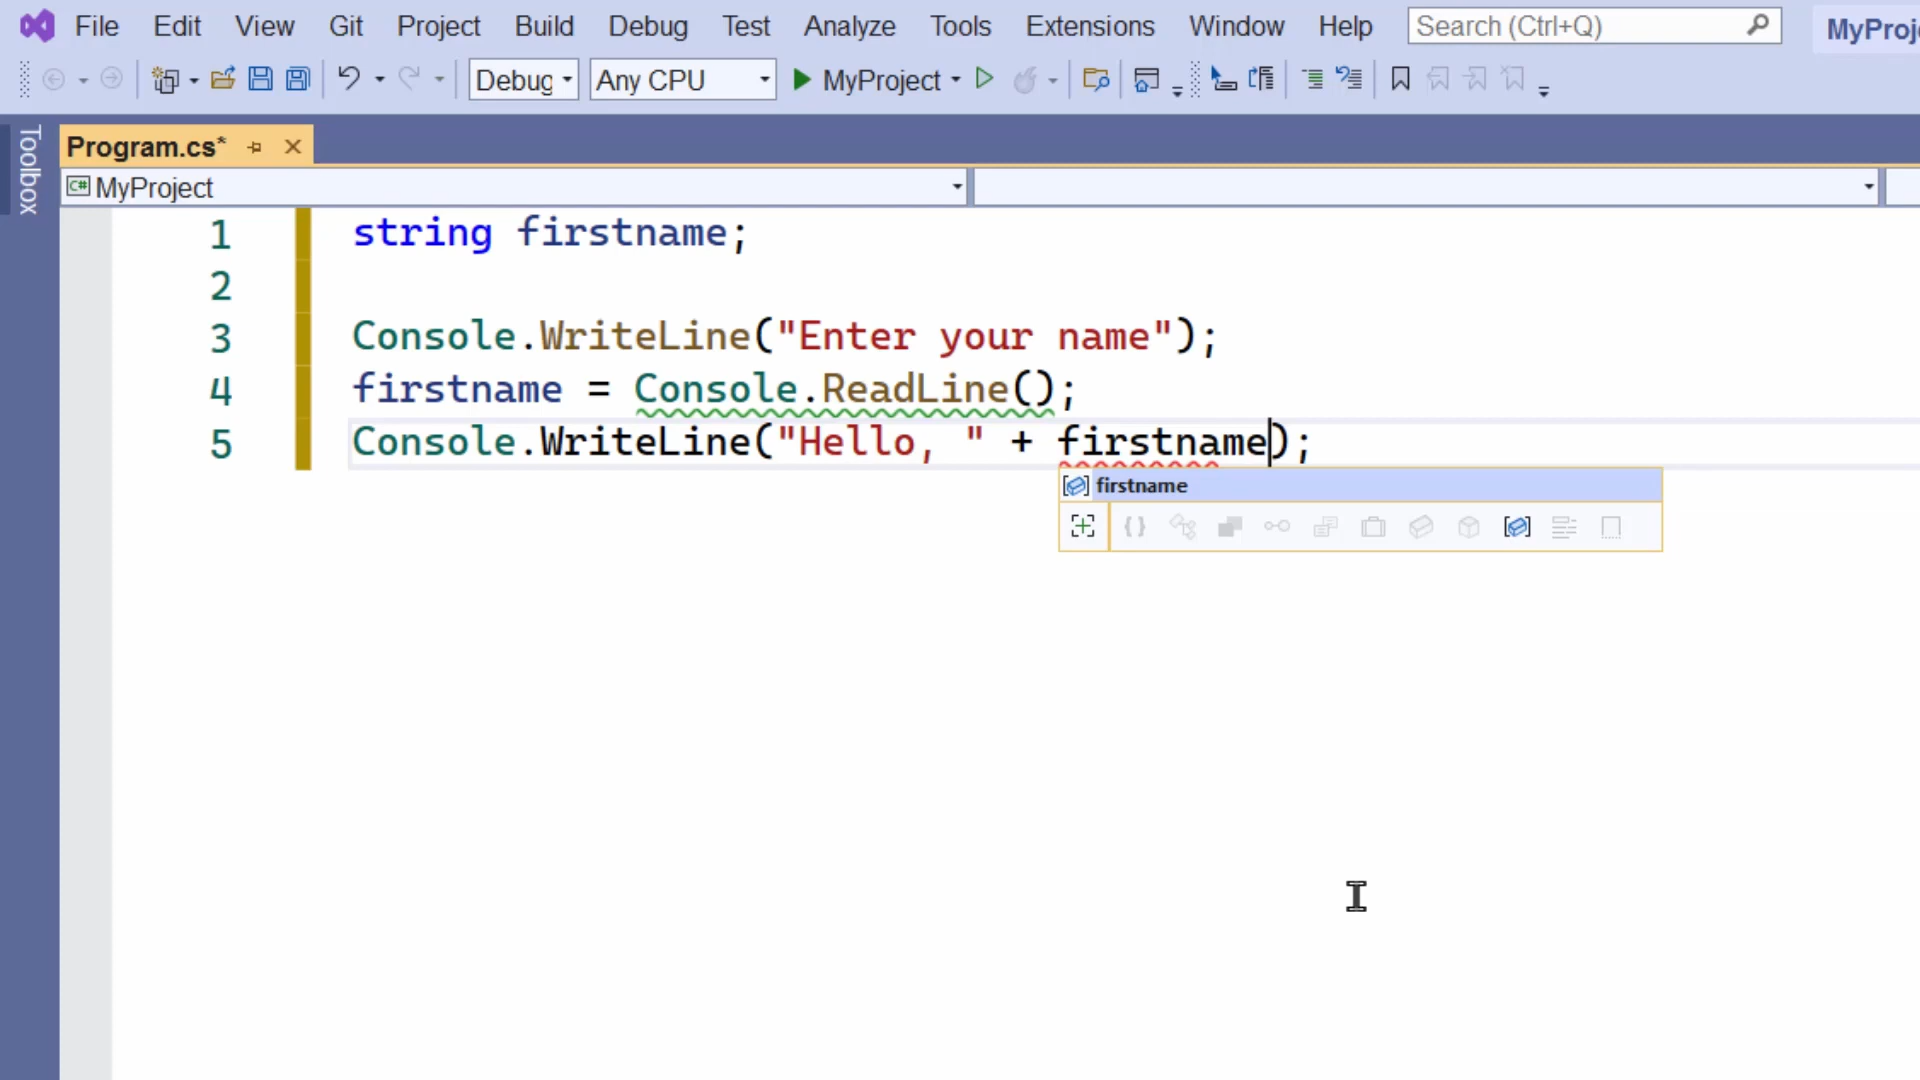 File Edit View Git Project Build Debug Test Analyze Tools Extensions Window Help Search (Ctrl+Q)
Debug Any CPU MyProject
Toolbox
Program.cs*
C# MyProject
1 string firstname;
2
3 Console.WriteLine("Enter your name");
4 firstname = Console.ReadLine();
5 Console.WriteLine("Hello, " + firstname);
firstname